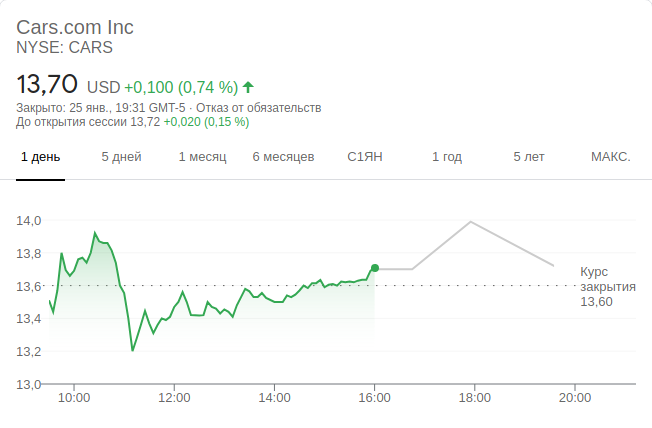 Cars.com Inc
NYSE: CARS
13,70 USD +0,100 (0,74 %)
Закрыто: 25 янв., 19:31 GMT-5 · Отказ от обязательств
До открытия сессии 13,72 +0,020 (0,15 %)
1 день 5 дней 1 месяц 6 месяцев С1ЯН 1 год 5 лет МАКС.
14,0
13,8
13,6
13,4
13,2
13,0
Курс
закрытия
13,60
10:00 12:00 14:00 16:00 18:00 20:00